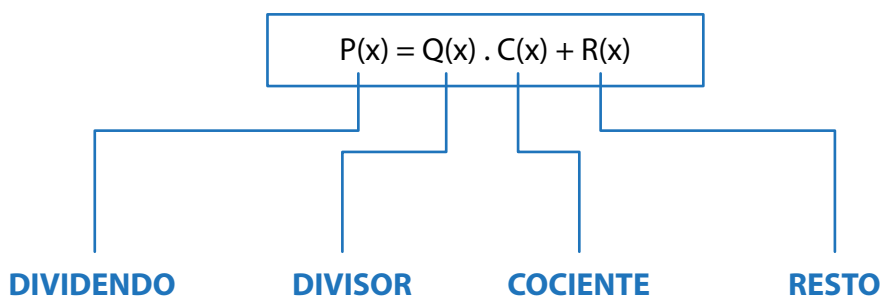 P(x) = Q(x) . C(x) + R(x)
DIVIDENDO DIVISOR COCIENTE RESTO